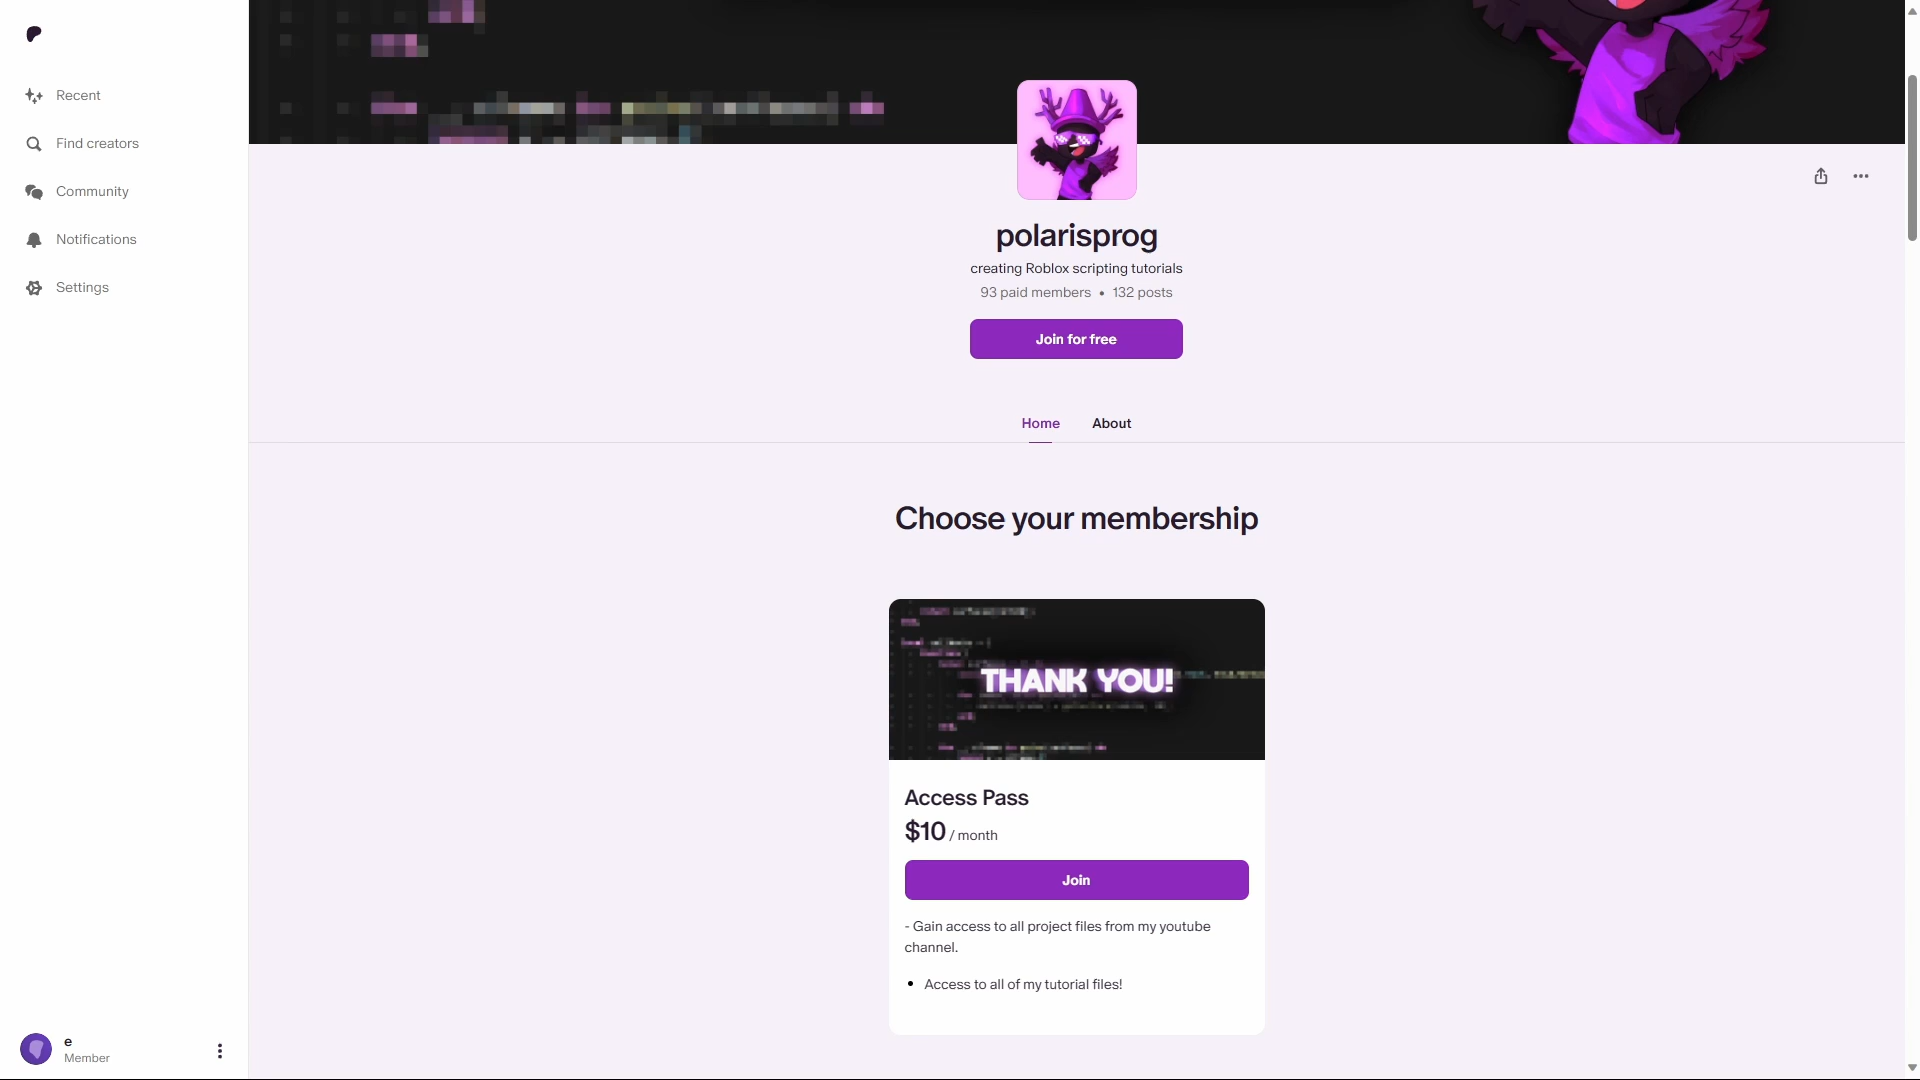 Recent
Find creators
Community
Notifications
Settings
polarisprog
creating Roblox scripting tutorials
93 paid members • 132 posts
Join for free
Home About
Choose your membership
THANK YOU!
Access Pass
$10 / month
Join
- Gain access to all project files from my youtube
channel.
• Access to all of my tutorial files!
e
Member